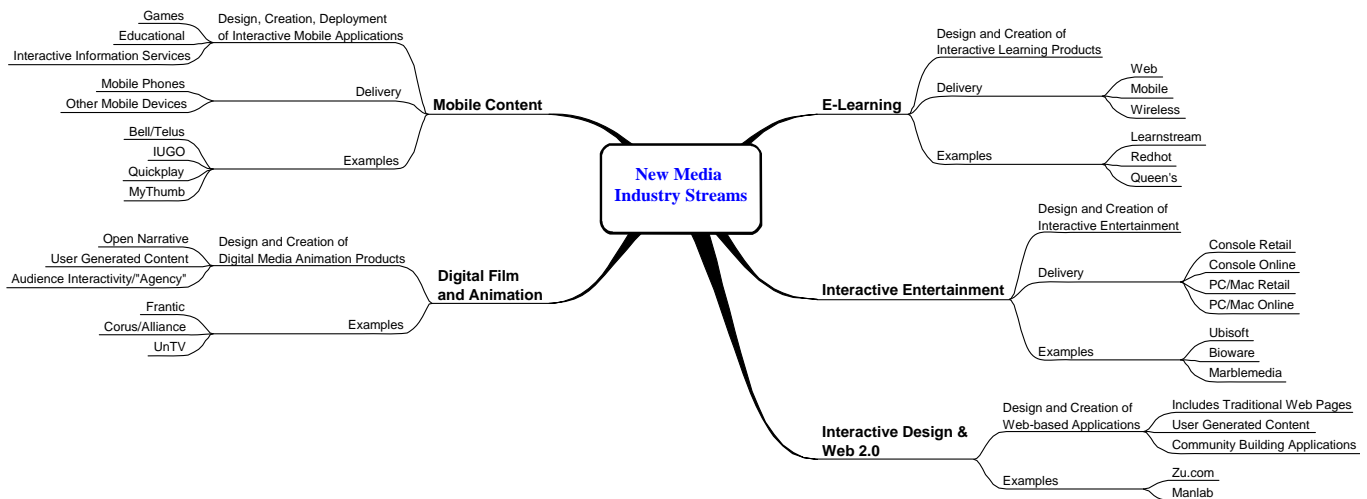 New Media
Industry Streams
Mobile Content
Design, Creation, Deployment
of Interactive Mobile Applications
Games
Educational
Interactive Information Services
Delivery
Mobile Phones
Other Mobile Devices
Examples
Bell/Telus
IUGO
Quickplay
MyThumb
Digital Film
and Animation
Design and Creation of
Digital Media Animation Products
Open Narrative
User Generated Content
Audience Interactivity/"Agency"
Examples
Frantic
Corus/Alliance
UnTV
E-Learning
Design and Creation of
Interactive Learning Products
Delivery
Web
Mobile
Wireless
Examples
Learnstream
Redhot
Queen's
Interactive Entertainment
Design and Creation of
Interactive Entertainment
Delivery
Console Retail
Console Online
PC/Mac Retail
PC/Mac Online
Examples
Ubisoft
Bioware
Marblemedia
Interactive Design &
Web 2.0
Design and Creation of
Web-based Applications
Includes Traditional Web Pages
User Generated Content
Community Building Applications
Examples
Zu.com
Manlab